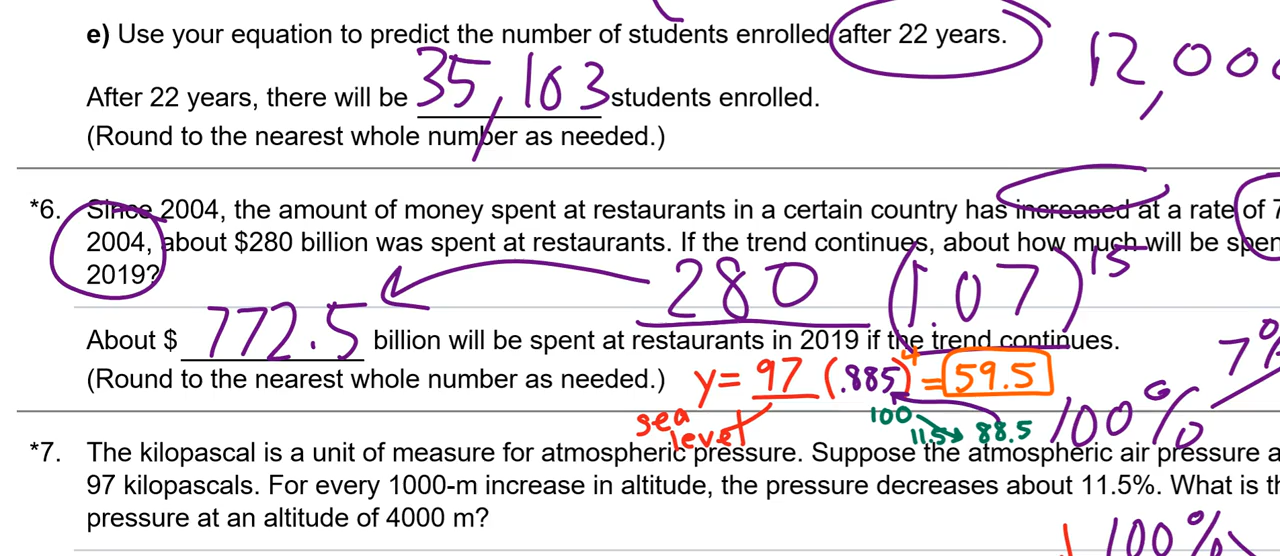 e) Use your equation to predict the number of students enrolled after 22 years.
12,000
After 22 years, there will be 35,163 students enrolled.
(Round to the nearest whole number as needed.)
*6. Since 2004, the amount of money spent at restaurants in a certain country has increased at a rate of 7
2004, about $280 billion was spent at restaurants. If the trend continues, about how much will be spen
2019?
280 (1.07)^15
About $ 772.5 billion will be spent at restaurants in 2019 if the trend continues.
7%
(Round to the nearest whole number as needed.) y= 97 (.885)^4 = 59.5
100%
sea level
100
11.5 88.5
*7. The kilopascal is a unit of measure for atmospheric pressure. Suppose the atmospheric air pressure a
97 kilopascals. For every 1000-m increase in altitude, the pressure decreases about 11.5%. What is th
pressure at an altitude of 4000 m?
100%